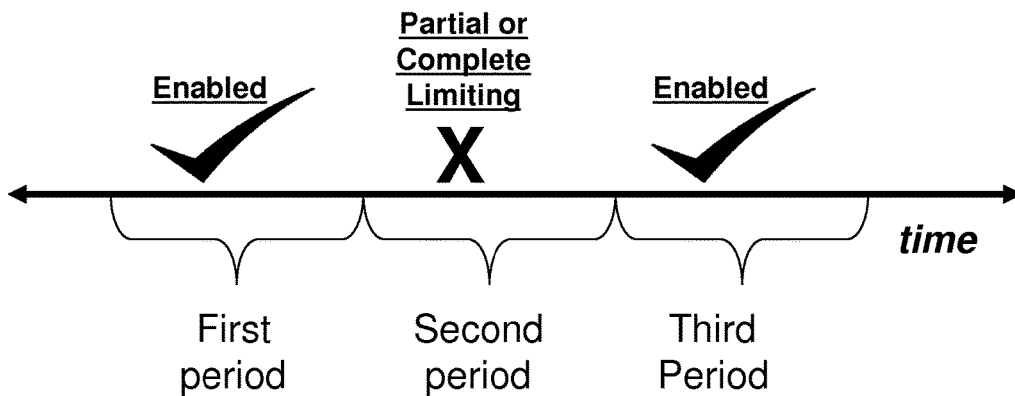 Enabled
Partial or
Complete
Limiting
X
Enabled
time
First
period
Second
period
Third
Period